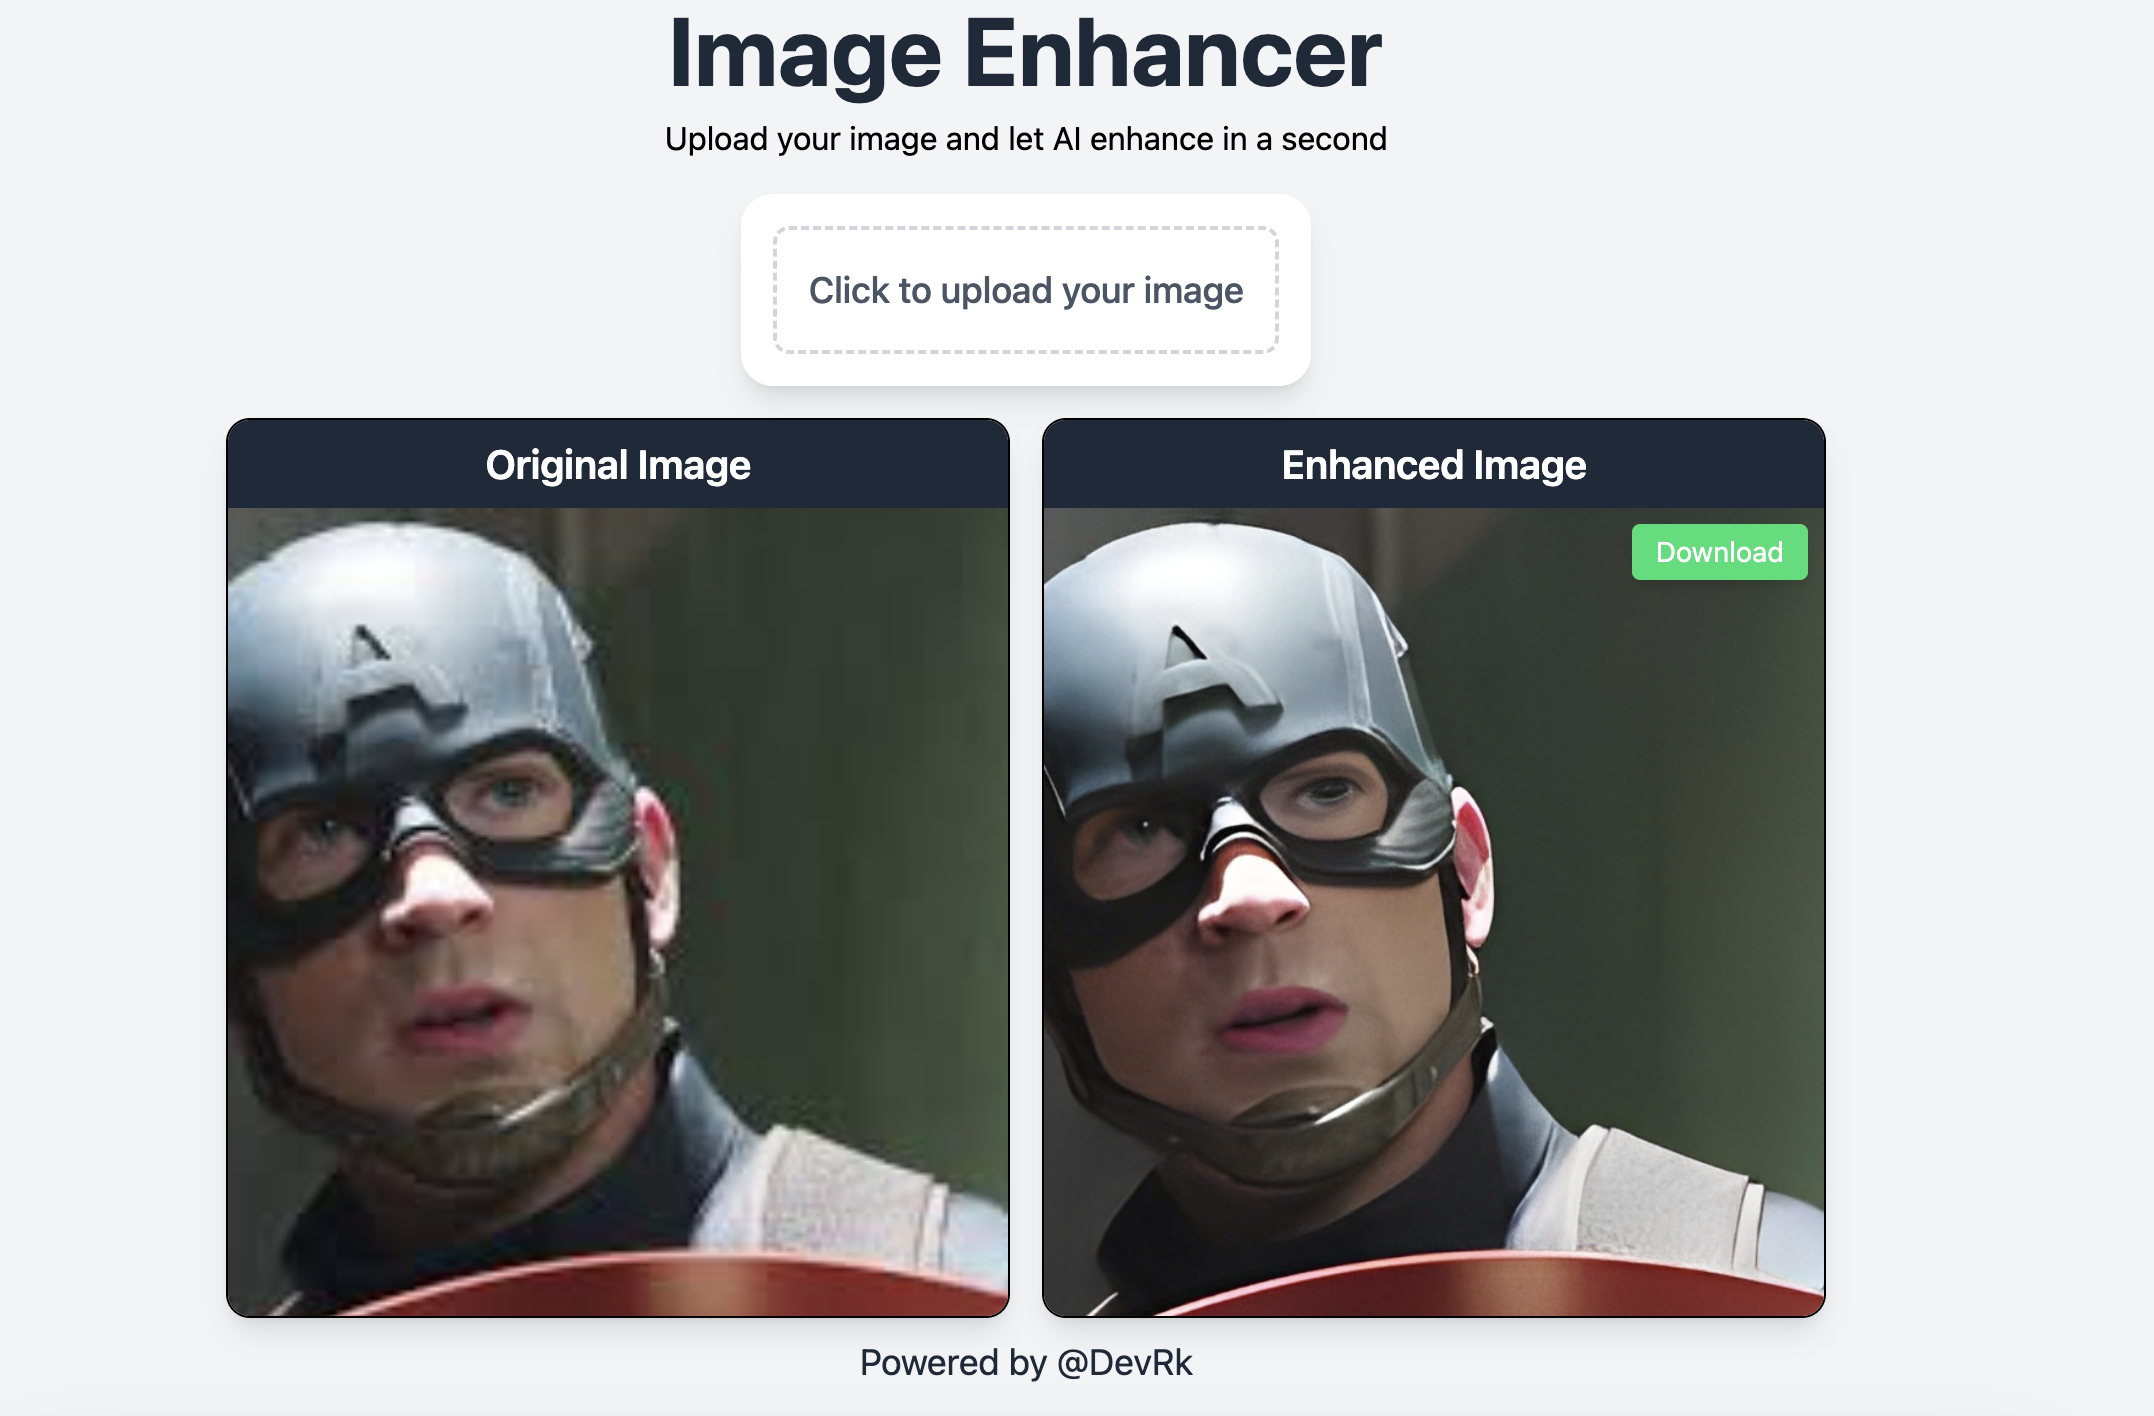 Image Enhancer
Upload your image and let AI enhance in a second
Click to upload your image
Original Image
Enhanced Image
Download
A
A
Powered by @DevRk